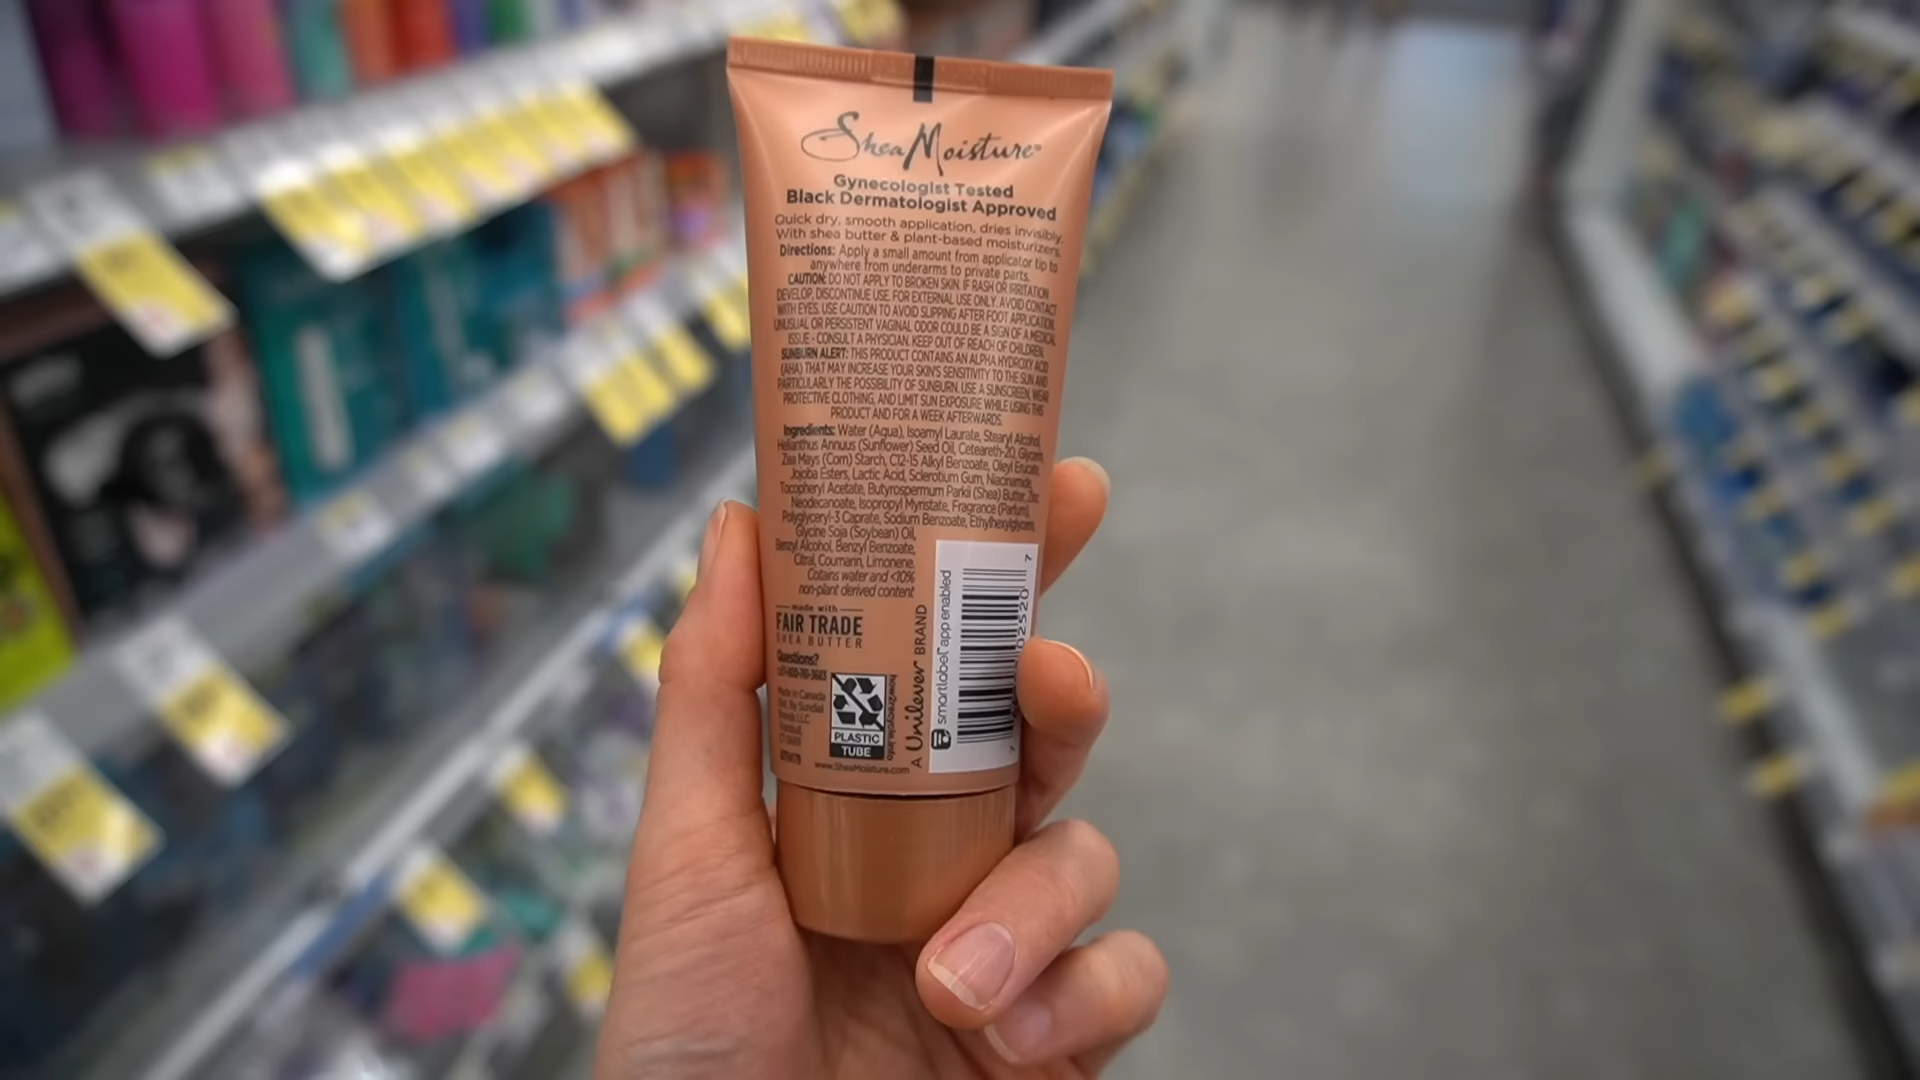 SheaMoisture
Gynecologist Tested
Black Dermatologist Approved
Quick dry, smooth application, dries invisibly.
With shea butter & plant-based moisturizers.
Directions: Apply a small amount from applicator tip to
anywhere from underarms to private parts.
CAUTION: DO NOT APPLY TO BROKEN SKIN. IF RASH OR IRRITATION
DEVELOP, DISCONTINUE USE. FOR EXTERNAL USE ONLY. AVOID CONTACT
WITH EYES. USE CAUTION TO AVOID SLIPPING AFTER FOOT APPLICATION.
UNUSUAL OR PERSISTENT VAGINAL ODOR COULD BE A SIGN OF A MEDICAL
ISSUE - CONSULT A PHYSICIAN. KEEP OUT OF REACH OF CHILDREN.
SUNBURN ALERT: THIS PRODUCT CONTAINS AN ALPHA HYDROXY ACID
(AHA) THAT MAY INCREASE YOUR SKIN'S SENSITIVITY TO THE SUN AND
PARTICULARLY THE POSSIBILITY OF SUNBURN. USE A SUNSCREEN, WEAR
PROTECTIVE CLOTHING, AND LIMIT SUN EXPOSURE WHILE USING THIS
PRODUCT AND FOR A WEEK AFTERWARDS.
Ingredients: Water (Aqua), Isoamyl Laurate, Stearyl Alcohol,
Helianthus Annuus (Sunflower) Seed Oil, Ceteareth-20, Glycerin,
Zea Mays (Corn) Starch, C12-15 Alkyl Benzoate, Oleyl Erucate,
Jojoba Esters, Lactic Acid, Sclerotium Gum, Niacinamide,
Tocopheryl Acetate, Butyrospermum Parkii (Shea) Butter, Zinc
Neodecanoate, Isopropyl Myristate, Fragrance (Parfum),
Polyglyceryl-3 Caprate, Sodium Benzoate, Ethylhexylglycerin,
Glycine Soja (Soybean) Oil,
Benzyl Alcohol, Benzyl Benzoate,
Citral, Coumarin, Limonene.
Cotains water and <10%
non-plant derived content
made with
FAIR TRADE
SHEA BUTTER
Questions?
Made in Canada
Dist. By Sundial
Brands LLC
PLASTIC
TUBE
how2recycle.info
www.SheaMoisture.com
A Unilever BRAND
smartlabel app enabled
02520
7
7